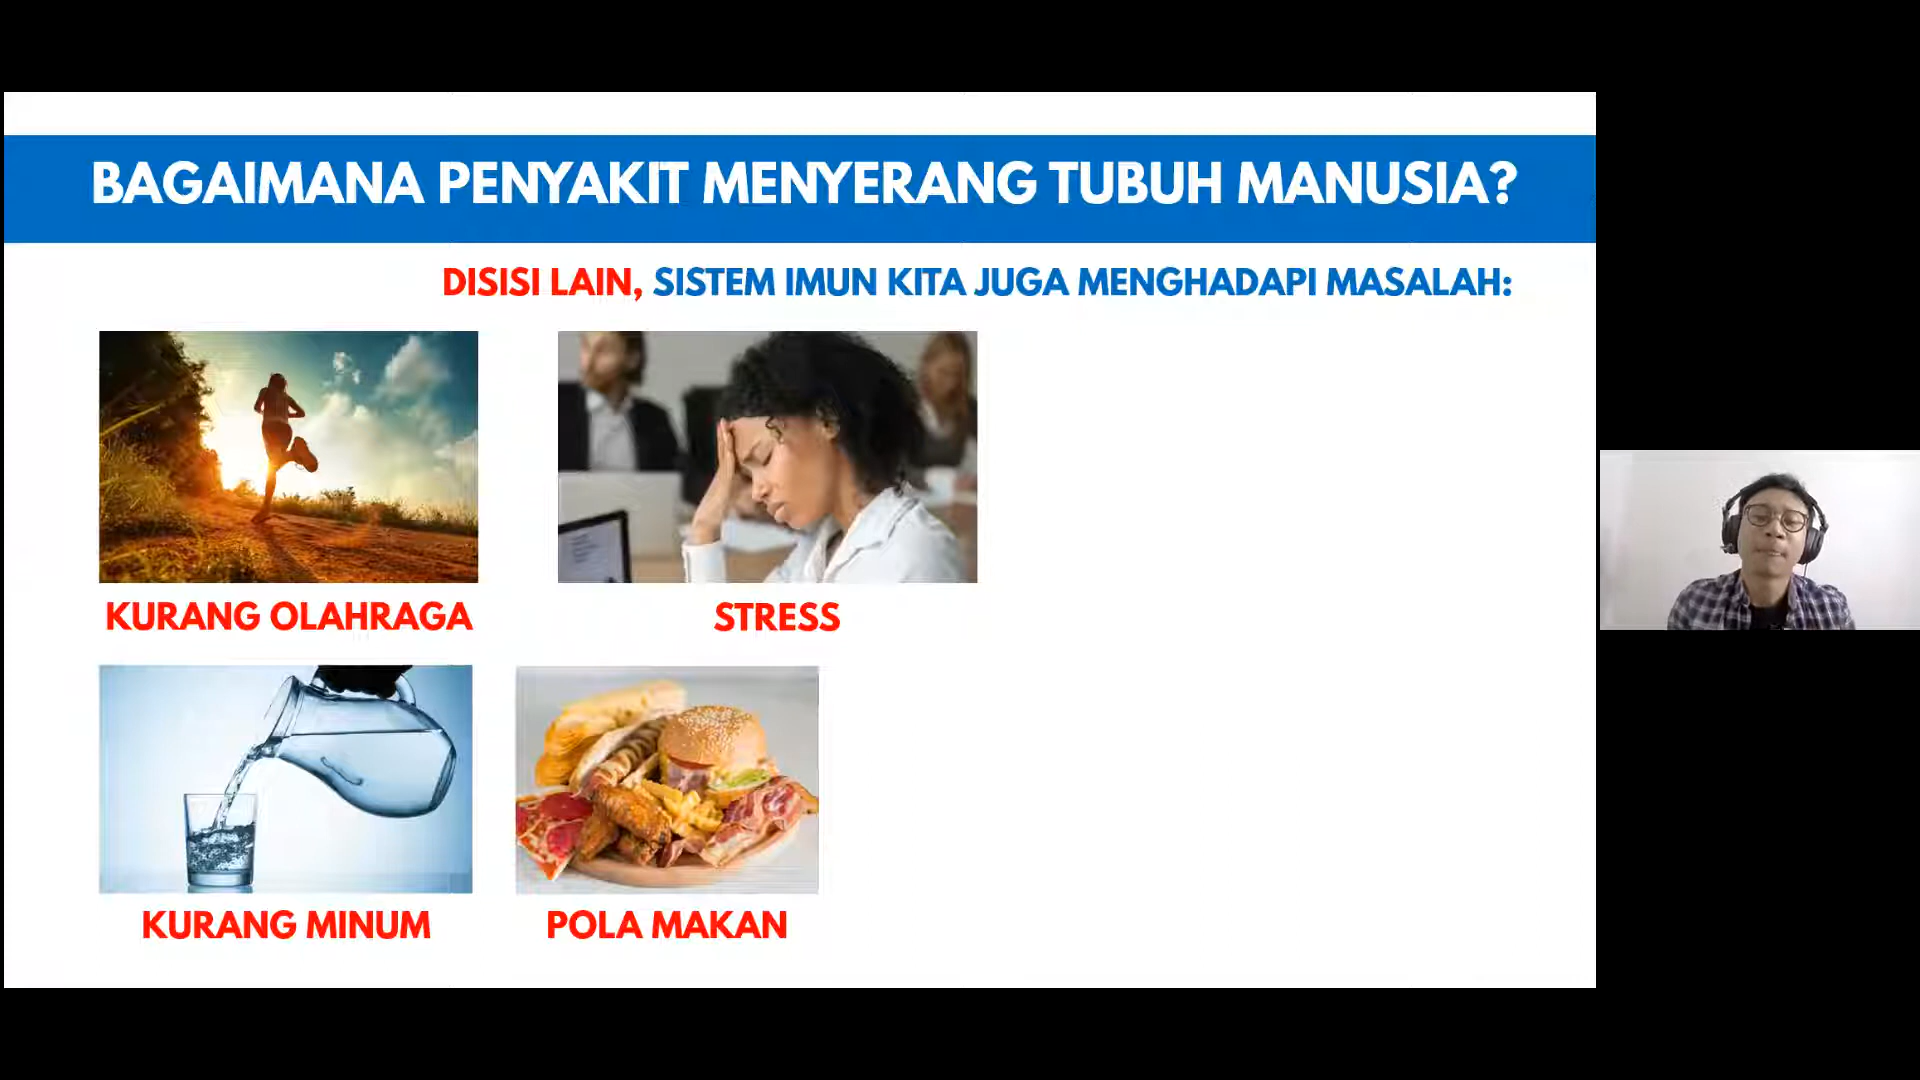 BAGAIMANA PENYAKIT MENYERANG TUBUH MANUSIA?
DISISI LAIN, SISTEM IMUN KITA JUGA MENGHADAPI MASALAH:
KURANG OLAHRAGA
STRESS
KURANG MINUM
POLA MAKAN